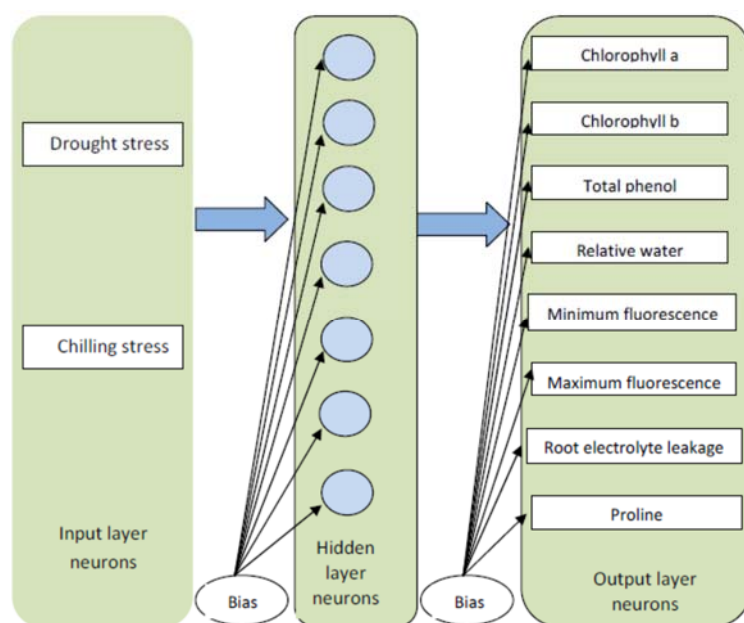 Drought stress
Chilling stress
Input layer
neurons
Bias
Hidden
layer
neurons
Bias
Chlorophyll a
Chlorophyll b
Total phenol
Relative water
Minimum fluorescence
Maximum fluorescence
Root electrolyte leakage
Proline
Output layer
neurons